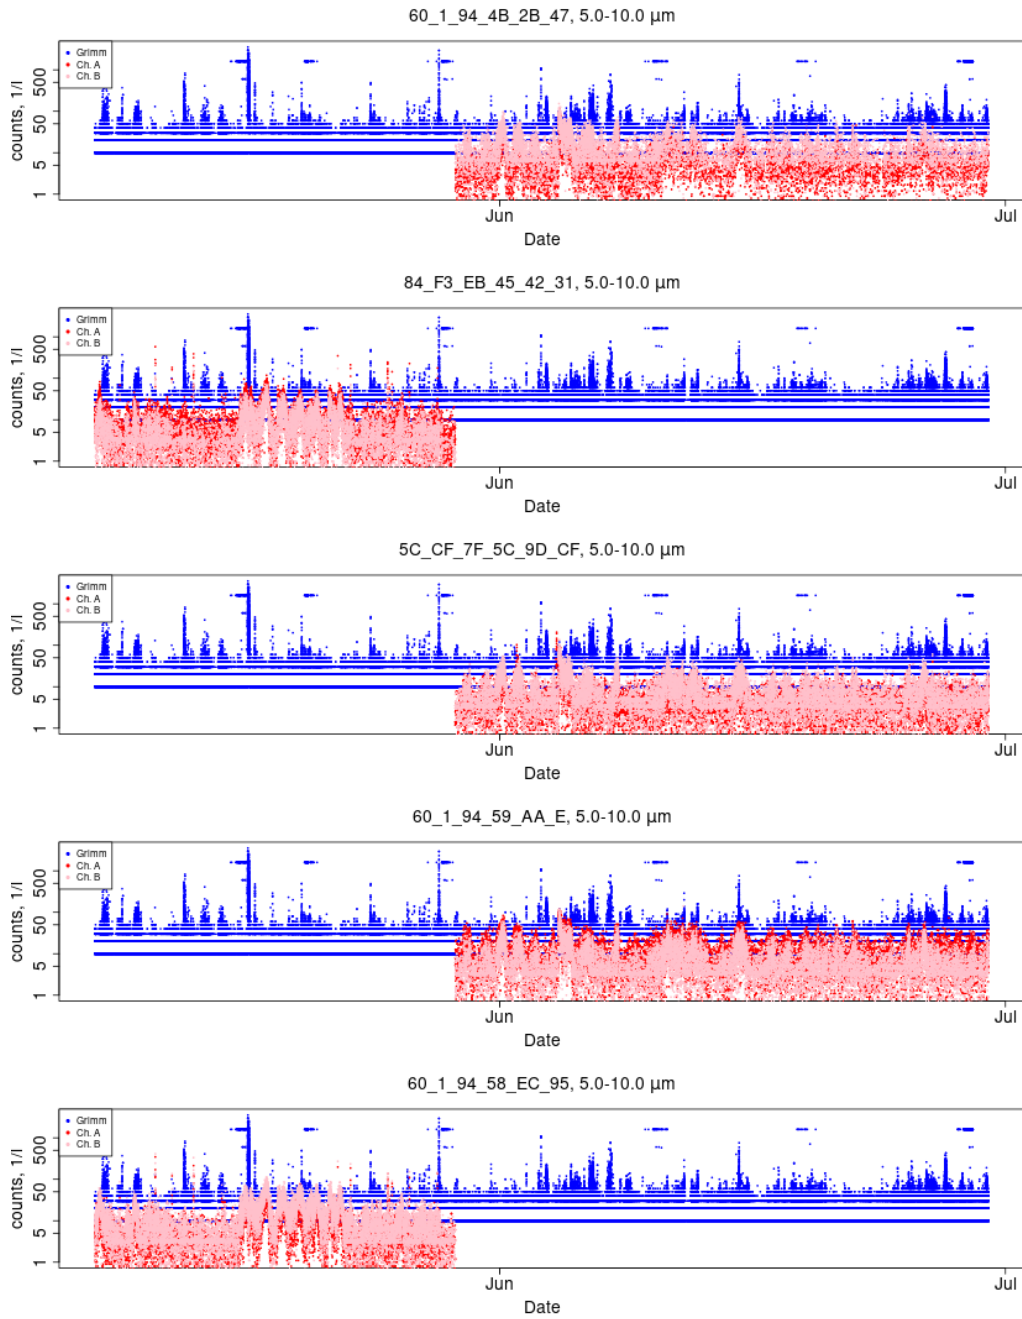 60_1_94_4B_2B_47, 5.0-10.0 µm
Grimm
Ch. A
Ch. B
counts, 1/l
500
50
5
1
Jun
Jul
Date
84_F3_EB_45_42_31, 5.0-10.0 µm
Grimm
Ch. A
Ch. B
counts, 1/l
500
50
5
1
Jun
Jul
Date
5C_CF_7F_5C_9D_CF, 5.0-10.0 µm
Grimm
Ch. A
Ch. B
counts, 1/l
500
50
5
1
Jun
Jul
Date
60_1_94_59_AA_E, 5.0-10.0 µm
Grimm
Ch. A
Ch. B
counts, 1/l
500
50
5
1
Jun
Jul
Date
60_1_94_58_EC_95, 5.0-10.0 µm
Grimm
Ch. A
Ch. B
counts, 1/l
500
50
5
1
Jun
Jul
Date